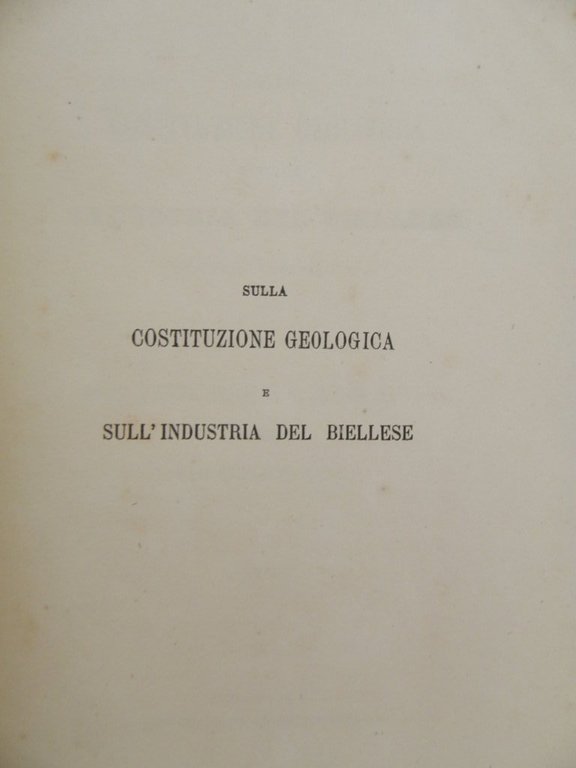 SULLA
COSTITUZIONE GEOLOGICA
E
SULL'INDUSTRIA DEL BIELLESE